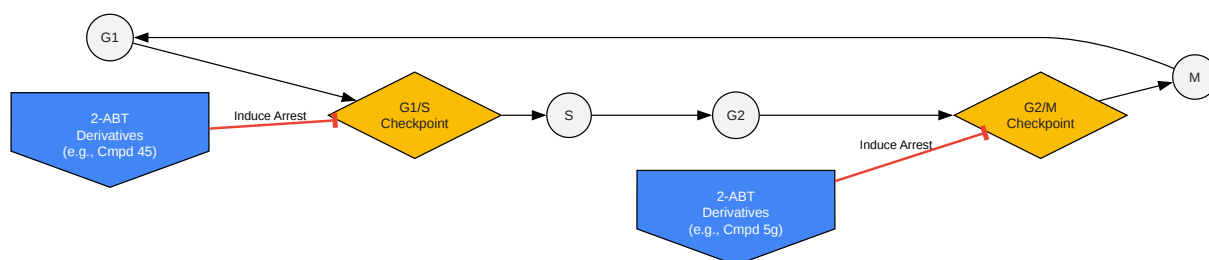 G1
M
G1/S
Checkpoint
G2/M
Checkpoint
2-ABT
Derivatives
(e.g., Cmpd 45)
Induce Arrest
S
G2
Induce Arrest
2-ABT
Derivatives
(e.g., Cmpd 5g)